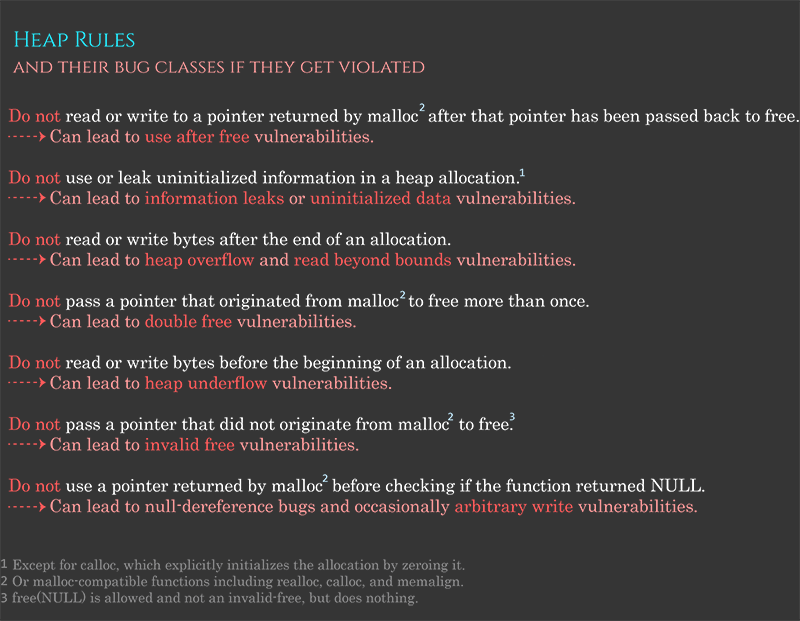 Heap Rules
and their bug classes if they get violated
Do not read or write to a pointer returned by malloc² after that pointer has been passed back to free.
Can lead to use after free vulnerabilities.
Do not use or leak uninitialized information in a heap allocation.¹
Can lead to information leaks or uninitialized data vulnerabilities.
Do not read or write bytes after the end of an allocation.
Can lead to heap overflow and read beyond bounds vulnerabilities.
Do not pass a pointer that originated from malloc² to free more than once.
Can lead to double free vulnerabilities.
Do not read or write bytes before the beginning of an allocation.
Can lead to heap underflow vulnerabilities.
Do not pass a pointer that did not originate from malloc² to free.³
Can lead to invalid free vulnerabilities.
Do not use a pointer returned by malloc² before checking if the function returned NULL.
Can lead to null-dereference bugs and occasionally arbitrary write vulnerabilities.
1 Except for calloc, which explicitly initializes the allocation by zeroing it.
2 Or malloc-compatible functions including realloc, calloc, and memalign.
3 free(NULL) is allowed and not an invalid-free, but does nothing.